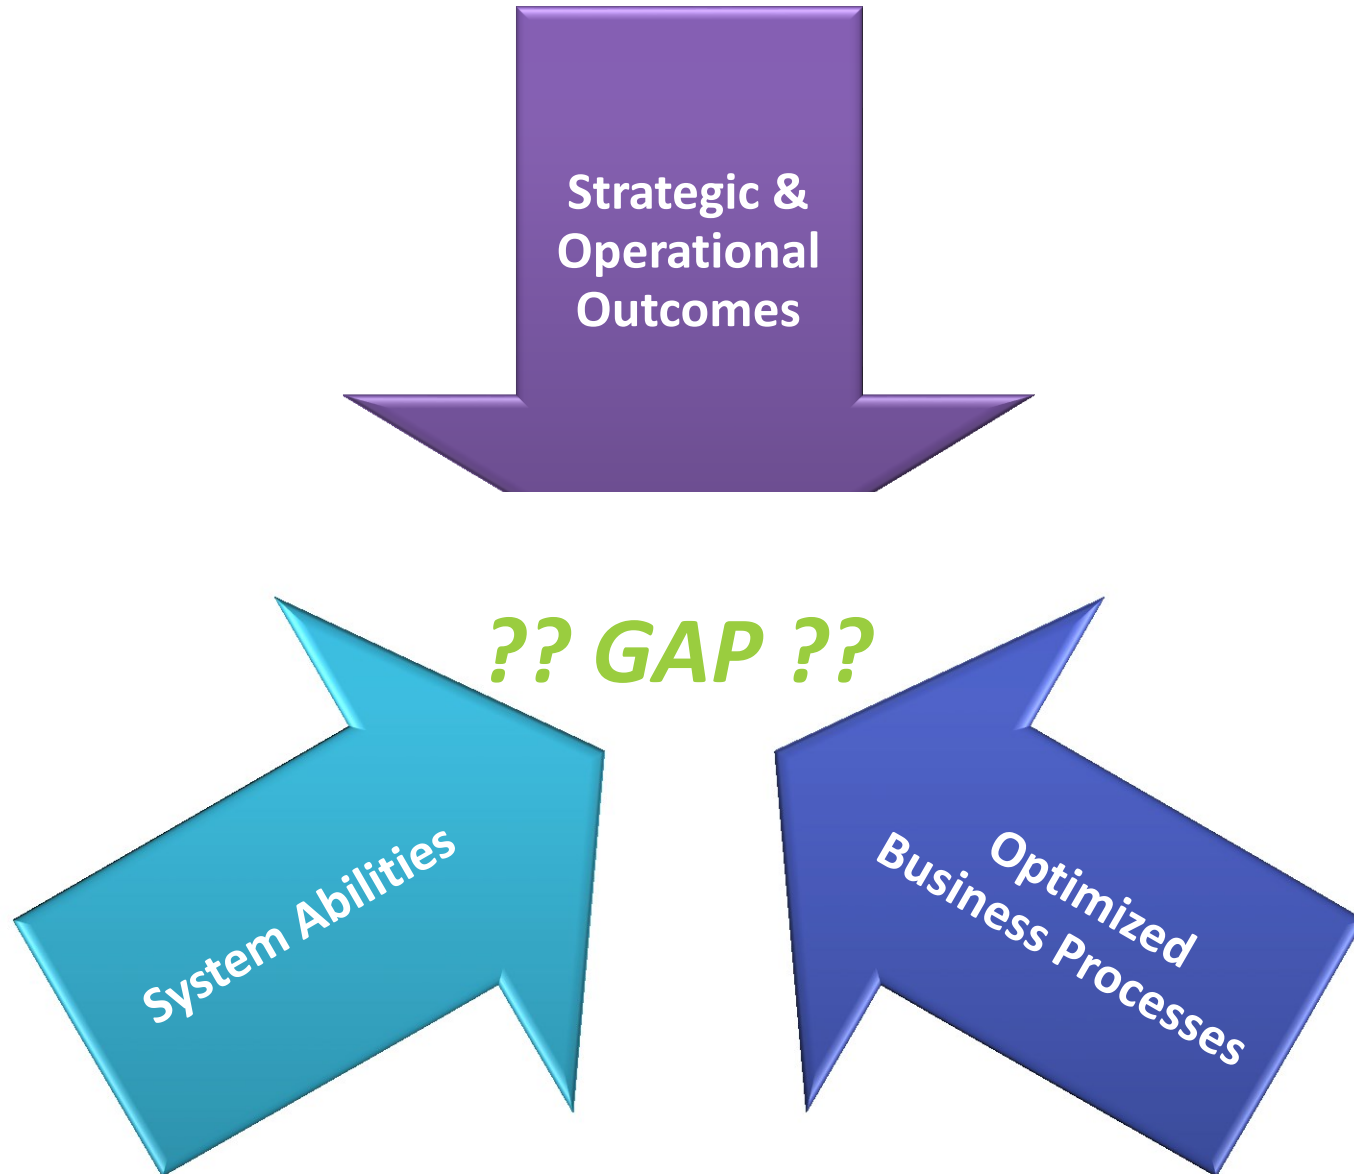 Strategic &
Operational
Outcomes
?? GAP ??
System Abilities
Optimized
Business Processes